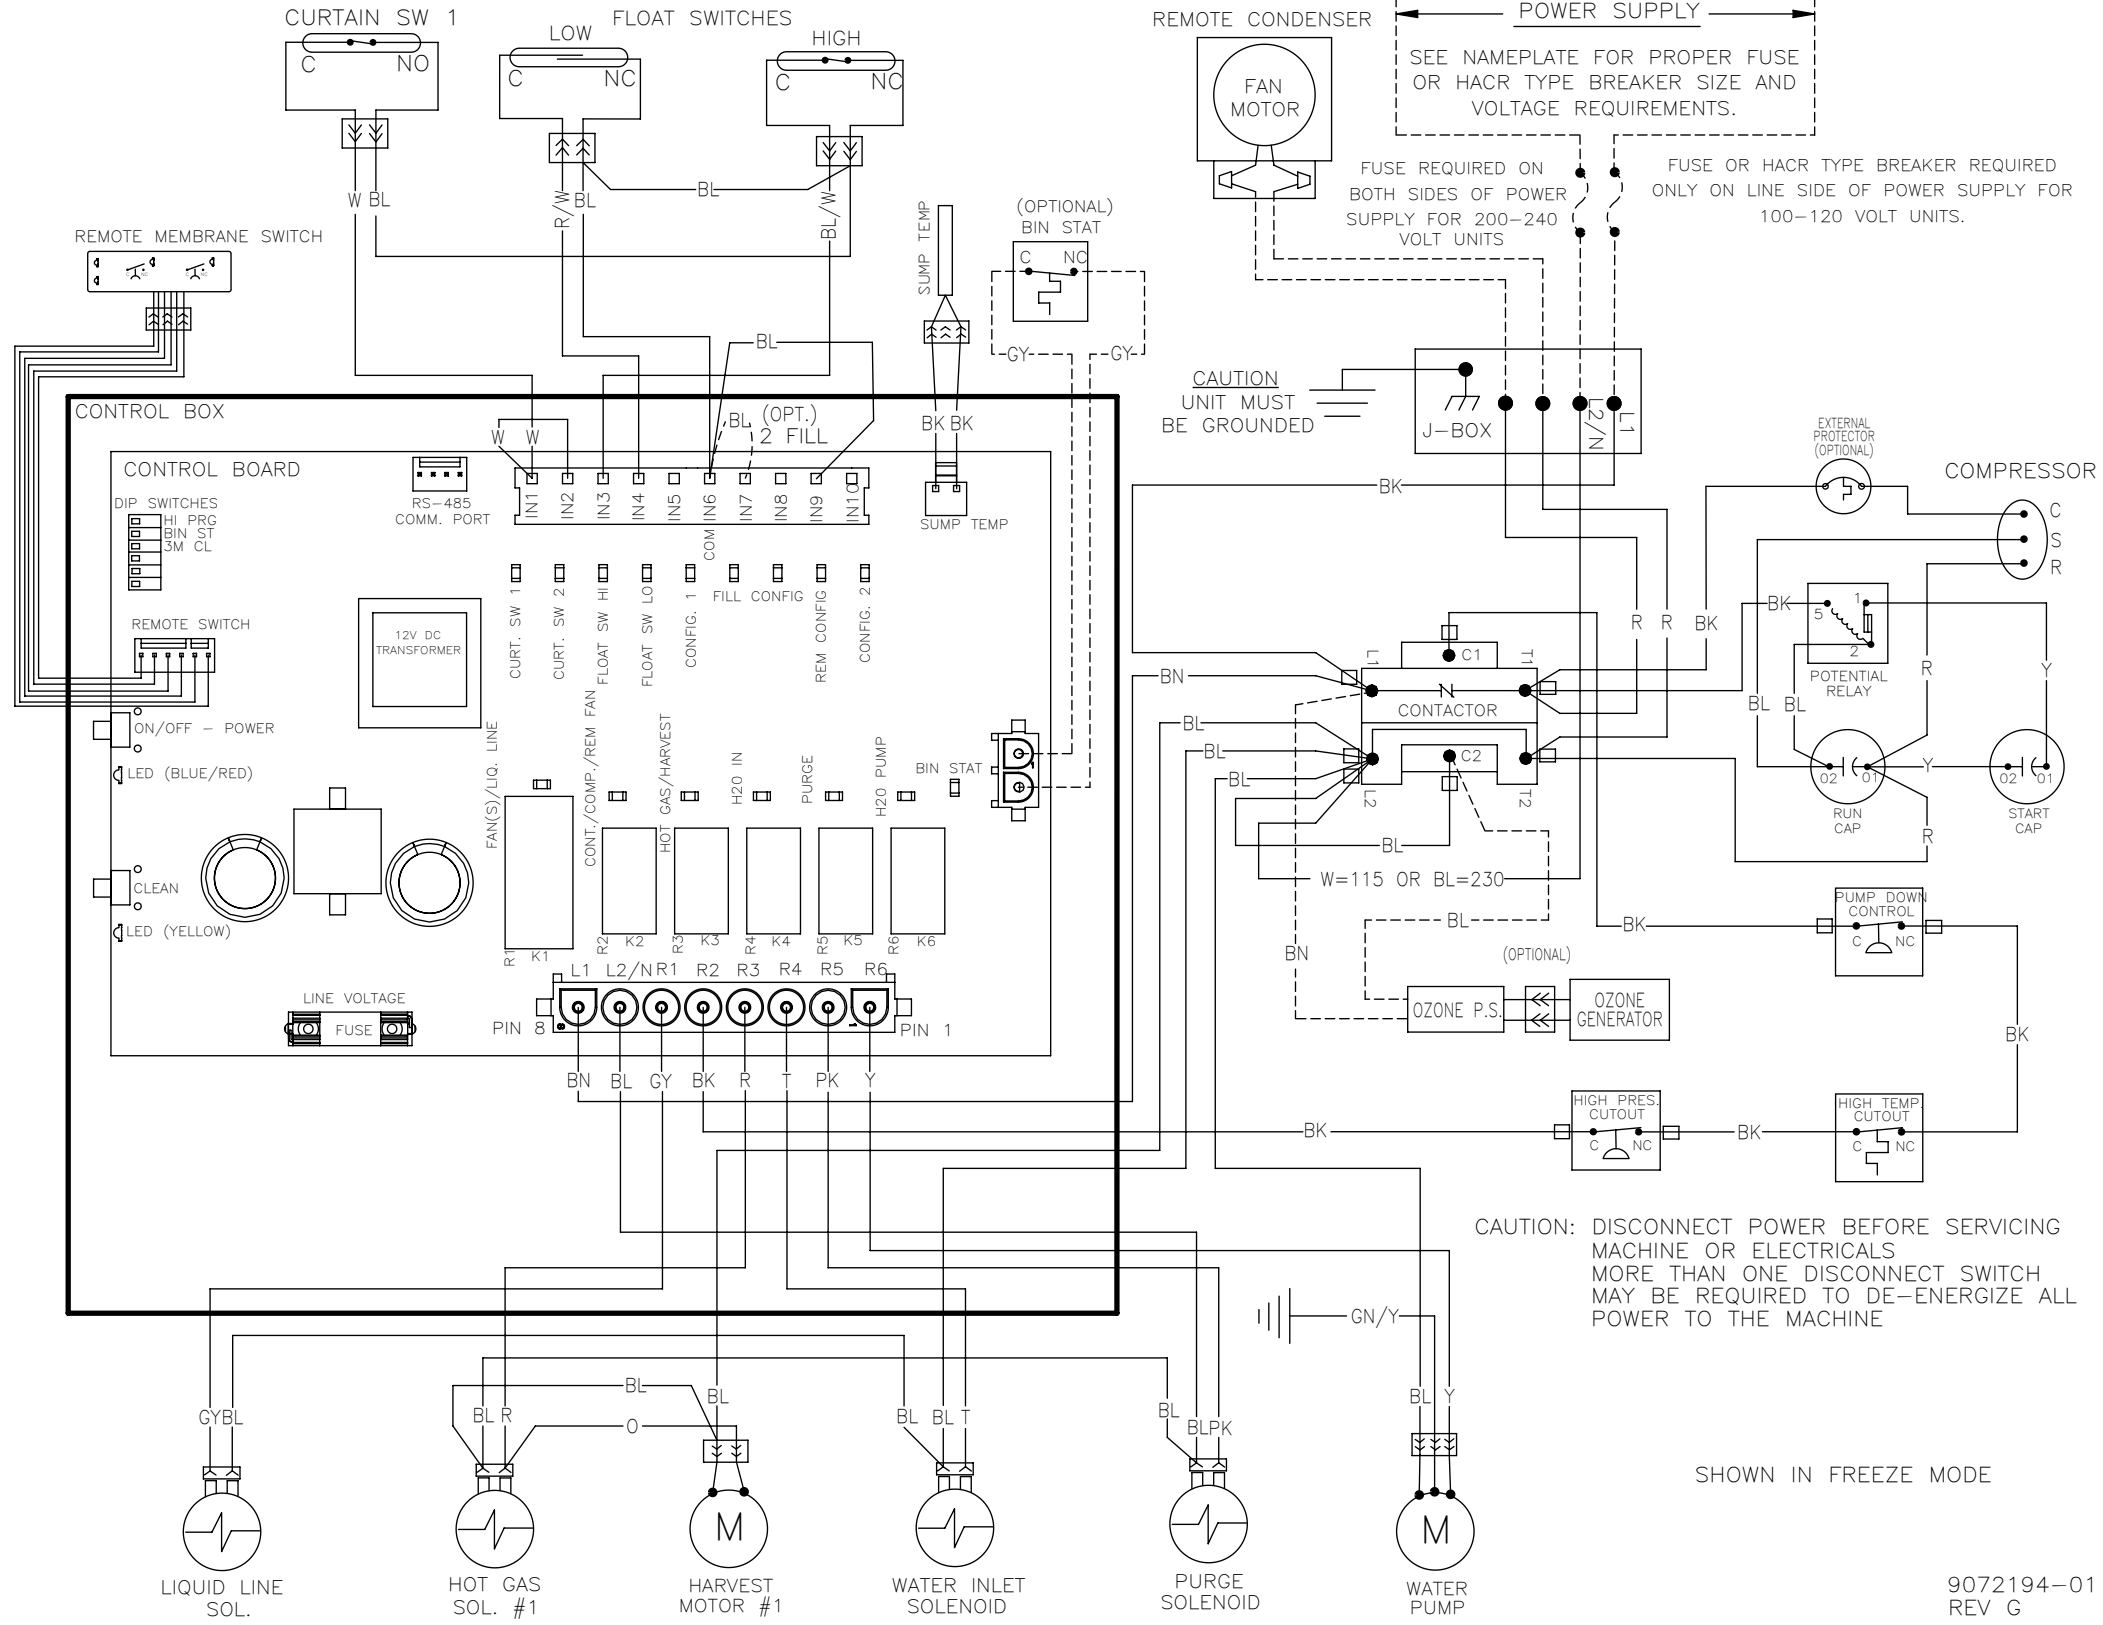 CURTAIN SW 1
C
NO
FLOAT SWITCHES
LOW
C
NC
HIGH
C
NC
REMOTE CONDENSER
FAN
MOTOR
POWER SUPPLY
SEE NAMEPLATE FOR PROPER FUSE
OR HACR TYPE BREAKER SIZE AND
VOLTAGE REQUIREMENTS.
FUSE REQUIRED ON
BOTH SIDES OF POWER
SUPPLY FOR 200-240
VOLT UNITS
FUSE OR HACR TYPE BREAKER REQUIRED
ONLY ON LINE SIDE OF POWER SUPPLY FOR
100-120 VOLT UNITS.
W BL
R/W
BL
BL
BL/W
REMOTE MEMBRANE SWITCH
C NC
C NC
SUMP TEMP
(OPTIONAL)
BIN STAT
C
NC
GY
GY
BL
CAUTION
UNIT MUST
BE GROUNDED
J-BOX
L2/N
L1
CONTROL BOX
W
W
BL
(OPT.)
2 FILL
BK BK
CONTROL BOARD
RS-485
COMM. PORT
IN1
IN2
IN3
IN4
IN5
COM IN6
IN7
IN8
IN9
IN10
SUMP TEMP
BK
EXTERNAL
PROTECTOR
(OPTIONAL)
COMPRESSOR
C
S
R
DIP SWITCHES
HI PRG
BIN ST
3M CL
CURT. SW 1
CURT. SW 2
FLOAT SW HI
FLOAT SW LO
CONFIG. 1
FILL CONFIG
REM CONFIG
CONFIG. 2
REMOTE SWITCH
12V DC
TRANSFORMER
R
R
BK
BK
5
1
2
POTENTIAL
RELAY
R
Y
BL
BL
L1
C1
T1
CONTACTOR
BN
BL
BL
BL
C2
L2
T2
ON/OFF - POWER
LED (BLUE/RED)
FAN(S)/LIQ. LINE
CONT./COMP./REM FAN
HOT GAS/HARVEST
H20 IN
PURGE
H20 PUMP
BIN STAT
02
01
Y
02
01
RUN
CAP
START
CAP
R
BL
W=115 OR BL=230
BL
CLEAN
LED (YELLOW)
R1
K1
R2
K2
R3
K3
R4
K4
R5
K5
R6
K6
BK
PUMP DOWN
CONTROL
C
NC
BN
(OPTIONAL)
OZONE P.S.
OZONE
GENERATOR
LINE VOLTAGE
FUSE
L1
L2/N
R1
R2
R3
R4
R5
R6
PIN 8
8
1
PIN 1
BK
BN
BL
GY
BK
R
T
PK
Y
BK
HIGH PRES.
CUTOUT
C
NC
BK
HIGH TEMP.
CUTOUT
C
NC
CAUTION: DISCONNECT POWER BEFORE SERVICING
MACHINE OR ELECTRICALS
MORE THAN ONE DISCONNECT SWITCH
MAY BE REQUIRED TO DE-ENERGIZE ALL
POWER TO THE MACHINE
GN/Y
GY BL
BL
BL R
O
BL
BL
BL T
BL
BL PK
BL
Y
SHOWN IN FREEZE MODE
M
M
LIQUID LINE
SOL.
HOT GAS
SOL. #1
HARVEST
MOTOR #1
WATER INLET
SOLENOID
PURGE
SOLENOID
WATER
PUMP
9072194-01
REV G